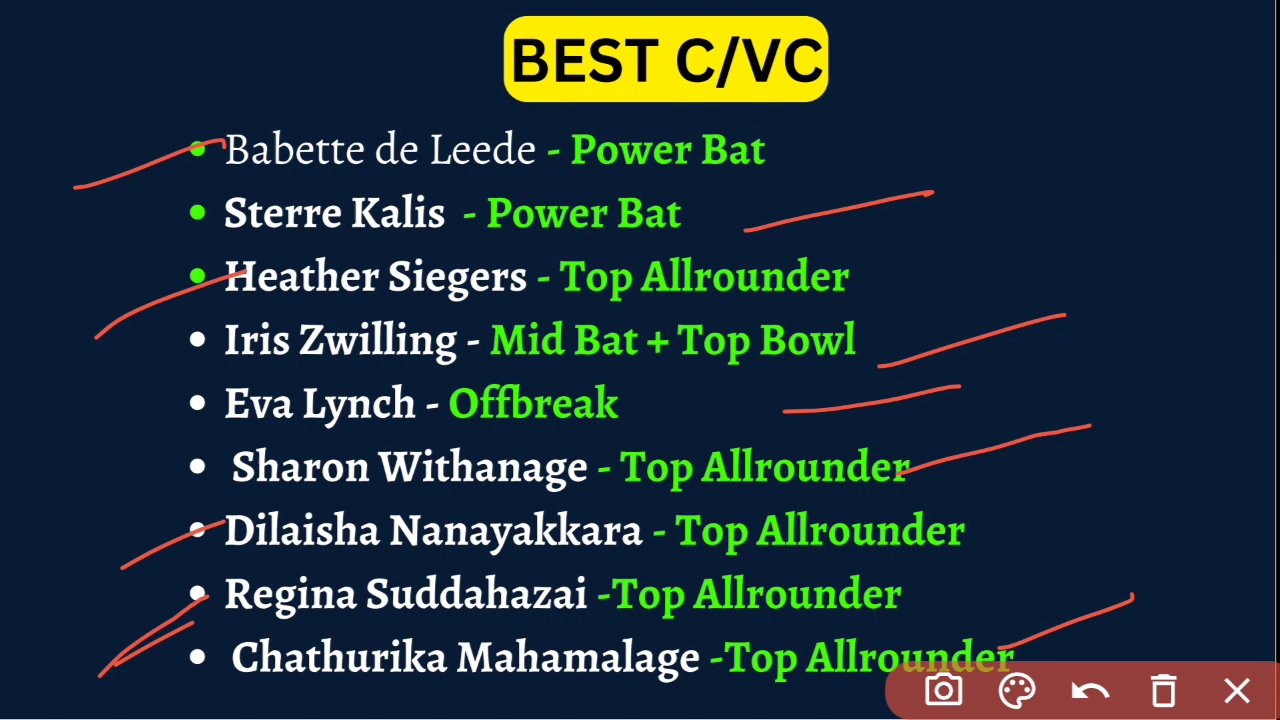 BEST C/VC
Babette de Leede - Power Bat
Sterre Kalis - Power Bat
Heather Siegers - Top Allrounder
Iris Zwilling - Mid Bat + Top Bowl
Eva Lynch - Offbreak
Sharon Withanage - Top Allrounder
Dilaisha Nanayakkara - Top Allrounder
Regina Suddahazai -Top Allrounder
Chathurika Mahamalage -Top Allrounder